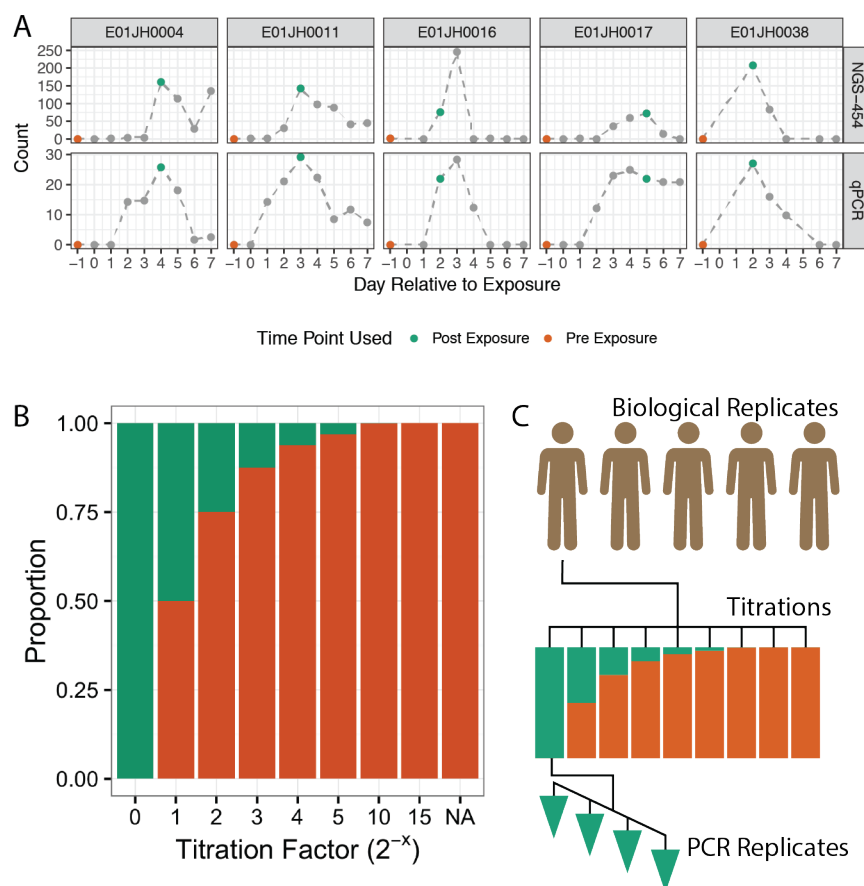 A
E01JH0004 E01JH0011 E01JH0016 E01JH0017 E01JH0038
250
200
150
100
50
0
NGS−454
Count
30
20
10
0
qPCR
−1 0 1 2 3 4 5 6 7 −1 0 1 2 3 4 5 6 7 −1 0 1 2 3 4 5 6 7 −1 0 1 2 3 4 5 6 7 −1 0 1 2 3 4 5 6 7
Day Relative to Exposure
Time Point Used Post Exposure Pre Exposure
B
1.00
0.75
0.50
0.25
0.00
Proportion
0 1 2 3 4 5 10 15 NA
Titration Factor (2⁻ˣ)
C
Biological Replicates
Titrations
PCR Replicates